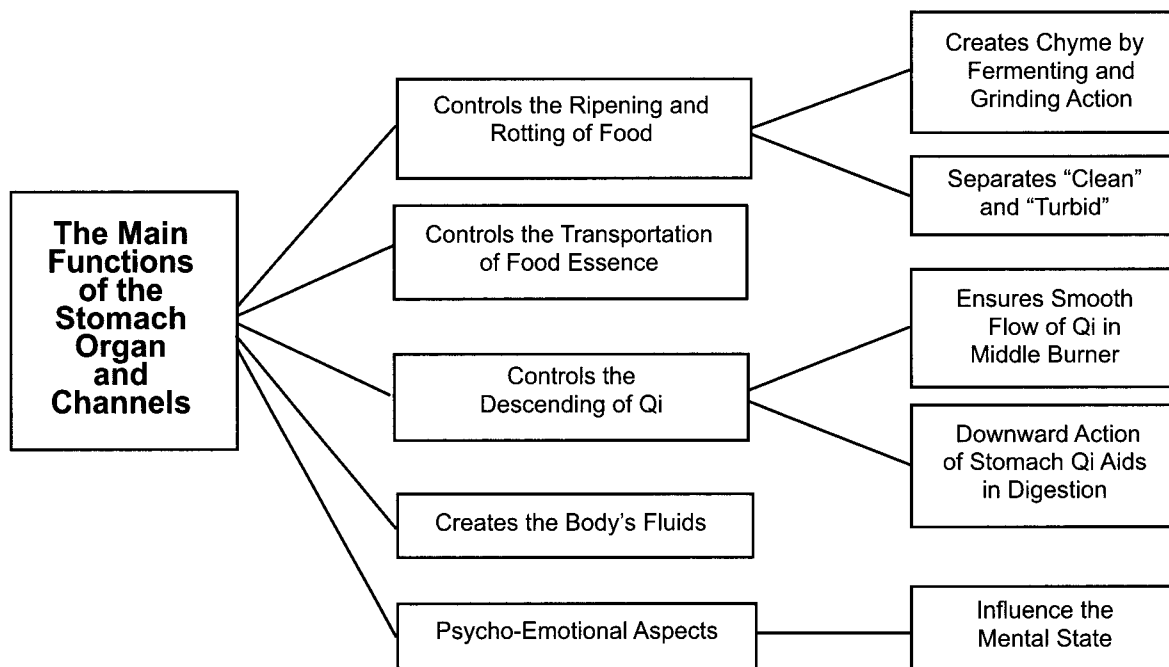 The Main
Functions
of the
Stomach
Organ
and
Channels
Controls the Ripening and
Rotting of Food
Creates Chyme by
Fermenting and
Grinding Action
Separates “Clean”
and “Turbid”
Controls the Transportation
of Food Essence
Controls the
Descending of Qi
Ensures Smooth
Flow of Qi in
Middle Burner
Downward Action
of Stomach Qi Aids
in Digestion
Creates the Body’s Fluids
Psycho-Emotional Aspects
Influence the
Mental State